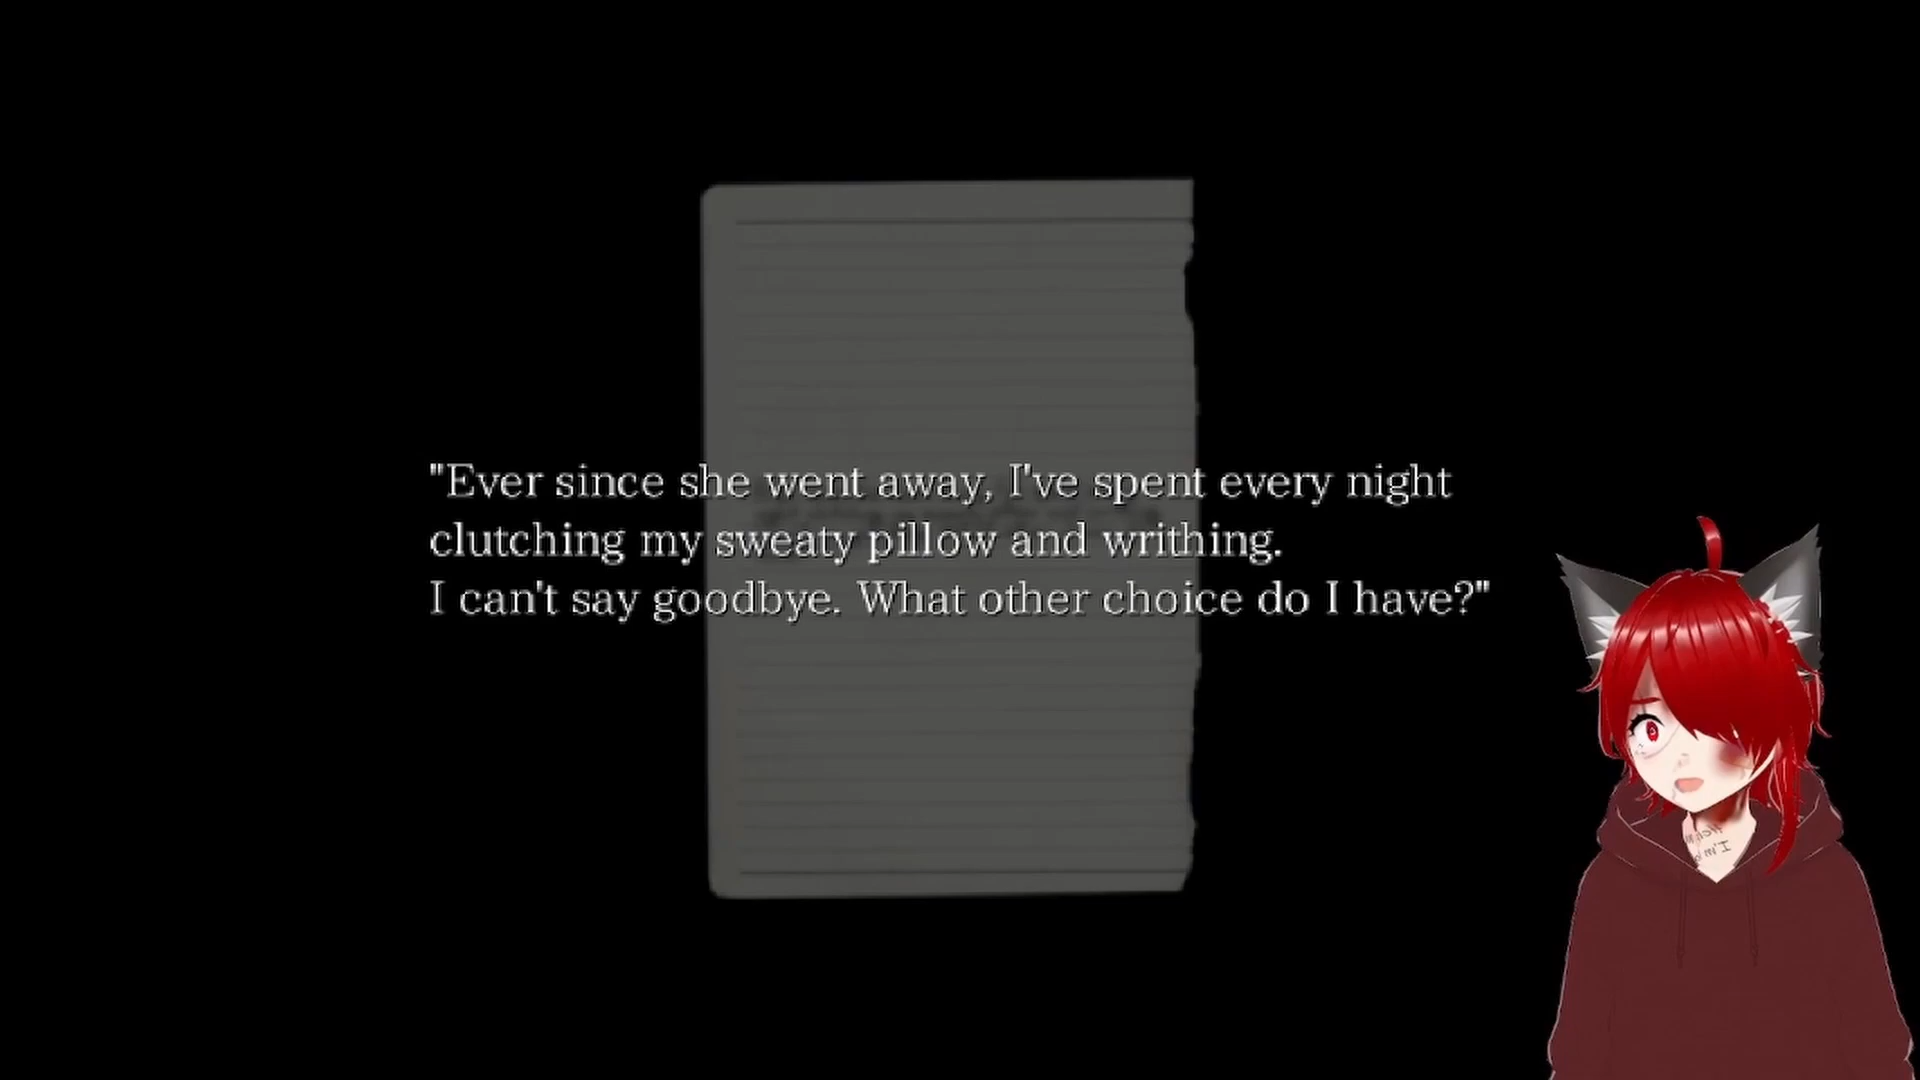 "Ever since she went away, I've spent every night
clutching my sweaty pillow and writhing.
I can't say goodbye. What other choice do I have?"